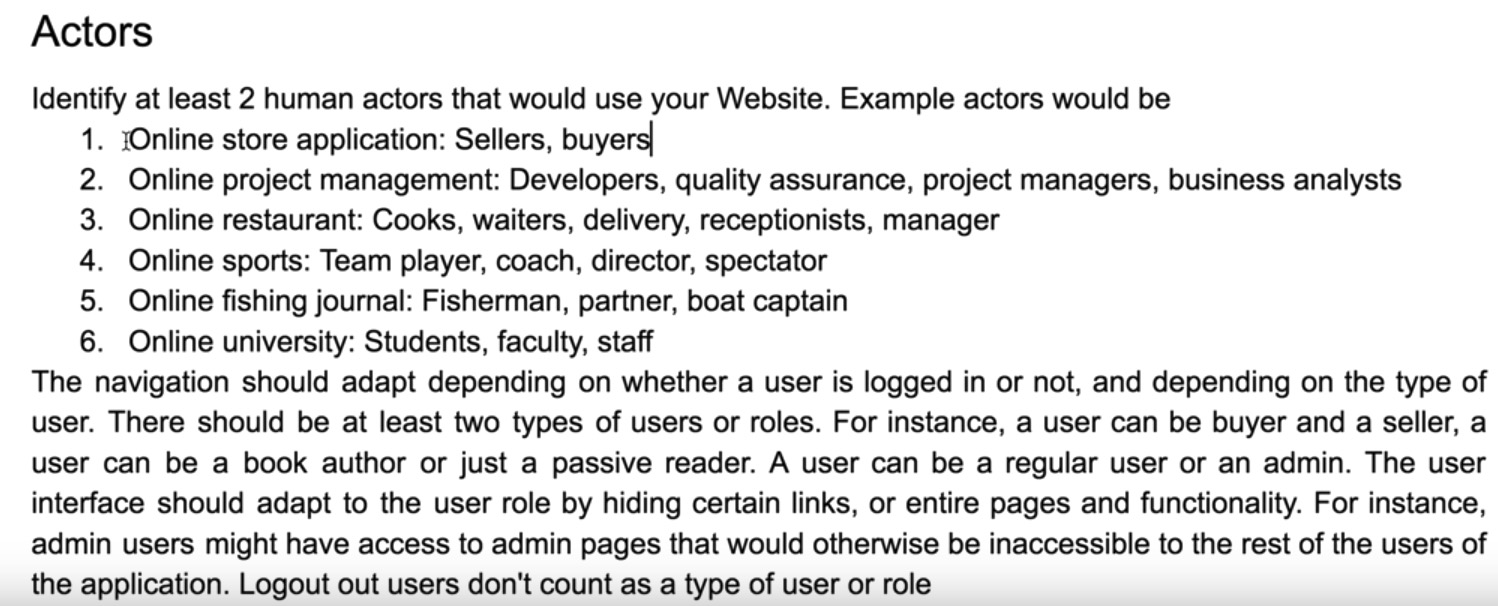 Actors
Identify at least 2 human actors that would use your Website. Example actors would be
1. Online store application: Sellers, buyers
2. Online project management: Developers, quality assurance, project managers, business analysts
3. Online restaurant: Cooks, waiters, delivery, receptionists, manager
4. Online sports: Team player, coach, director, spectator
5. Online fishing journal: Fisherman, partner, boat captain
6. Online university: Students, faculty, staff
The navigation should adapt depending on whether a user is logged in or not, and depending on the type of
user. There should be at least two types of users or roles. For instance, a user can be buyer and a seller, a
user can be a book author or just a passive reader. A user can be a regular user or an admin. The user
interface should adapt to the user role by hiding certain links, or entire pages and functionality. For instance,
admin users might have access to admin pages that would otherwise be inaccessible to the rest of the users of
the application. Logout out users don't count as a type of user or role